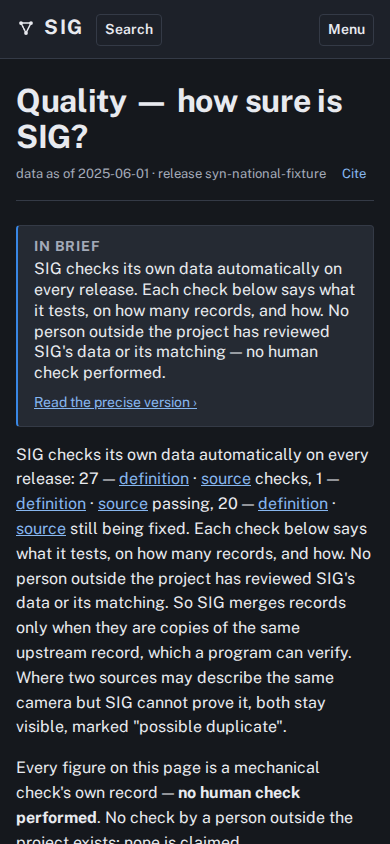 SIG Search Menu
Quality — how sure is
SIG?
data as of 2025-06-01 · release syn-national-fixture Cite
IN BRIEF
SIG checks its own data automatically on
every release. Each check below says what
it tests, on how many records, and how. No
person outside the project has reviewed
SIG's data or its matching — no human
check performed.
Read the precise version ›
SIG checks its own data automatically on every
release: 27 — definition · source checks, 1 —
definition · source passing, 20 — definition ·
source still being fixed. Each check below says
what it tests, on how many records, and how. No
person outside the project has reviewed SIG's
data or its matching. So SIG merges records
only when they are copies of the same
upstream record, which a program can verify.
Where two sources may describe the same
camera but SIG cannot prove it, both stay
visible, marked "possible duplicate".
Every figure on this page is a mechanical
check's own record — no human check
performed. No check by a person outside the
project exists; none is claimed.